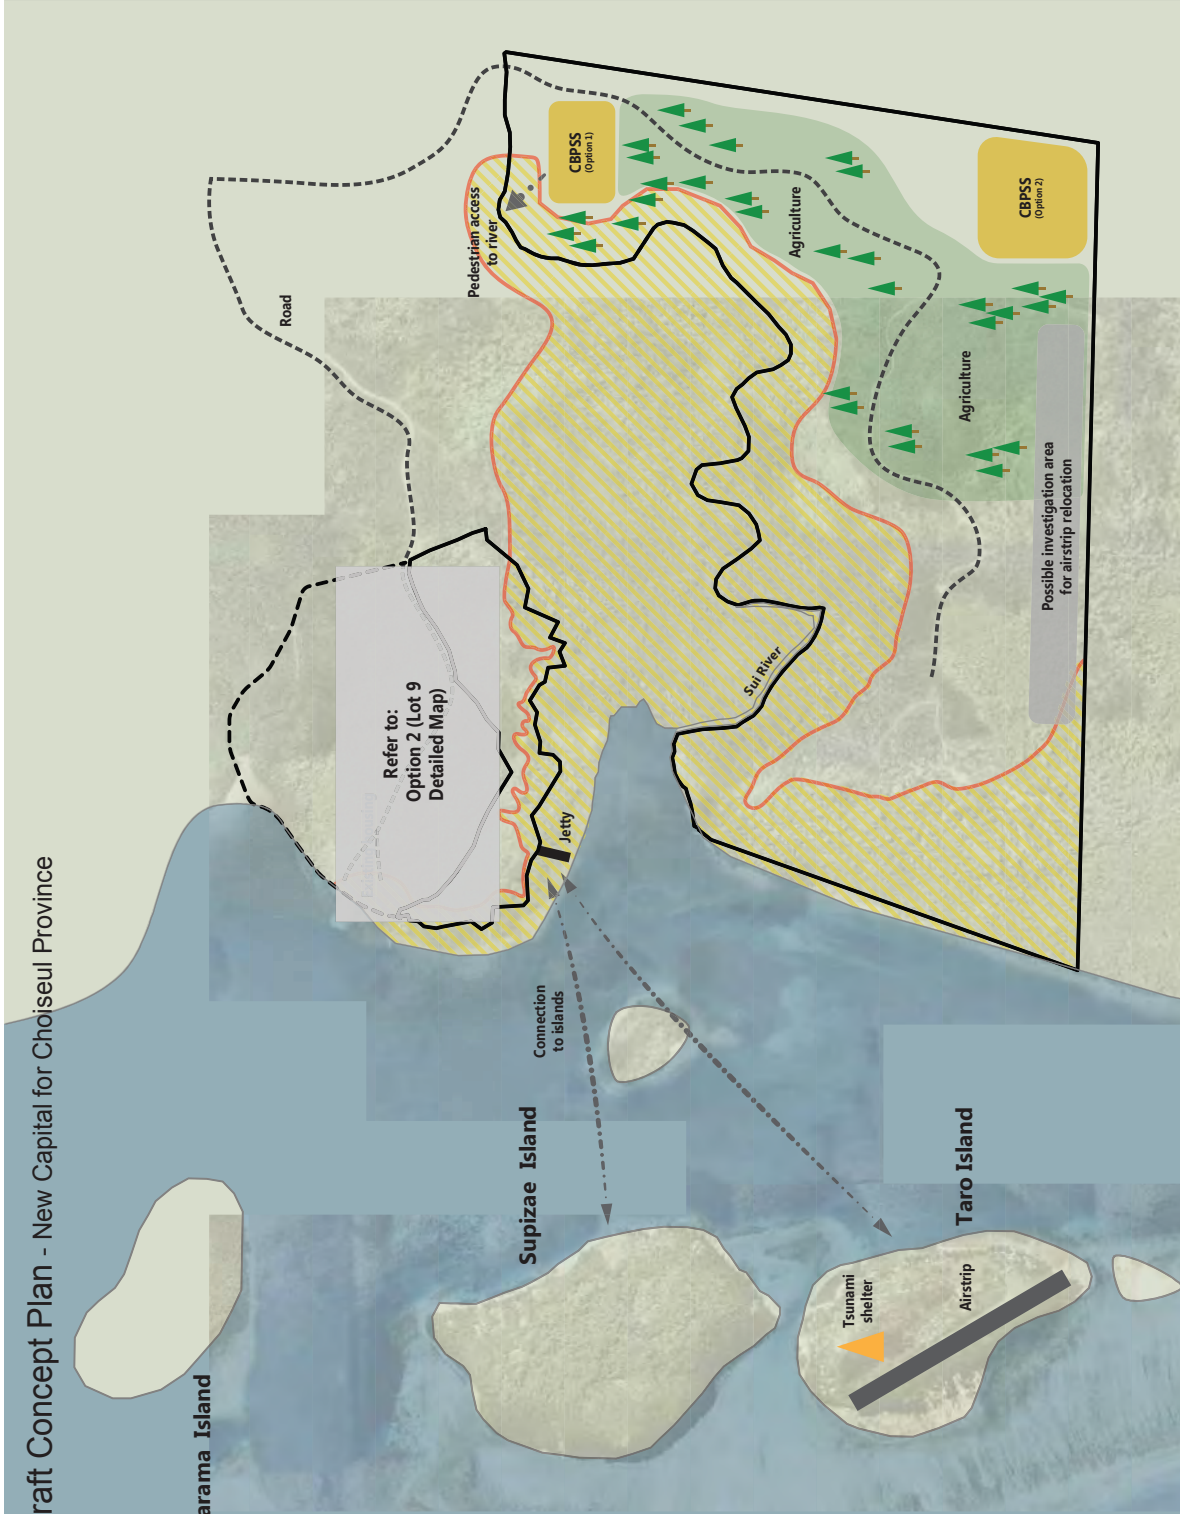 raft Concept Plan - New Capital for Choiseul Province
arama Island
Road
Refer to:
Option 2 (Lot 9
Detailed Map)
Pedestrian access
to river
CBPSS
(Option 1)
Agriculture
Agriculture
CBPSS
(Option 2)
Possible investigation area
for airstrip relocation
Sui River
Jetty
Connection
to islands
Supizae Island
Taro Island
Tsunami
shelter
Airstrip